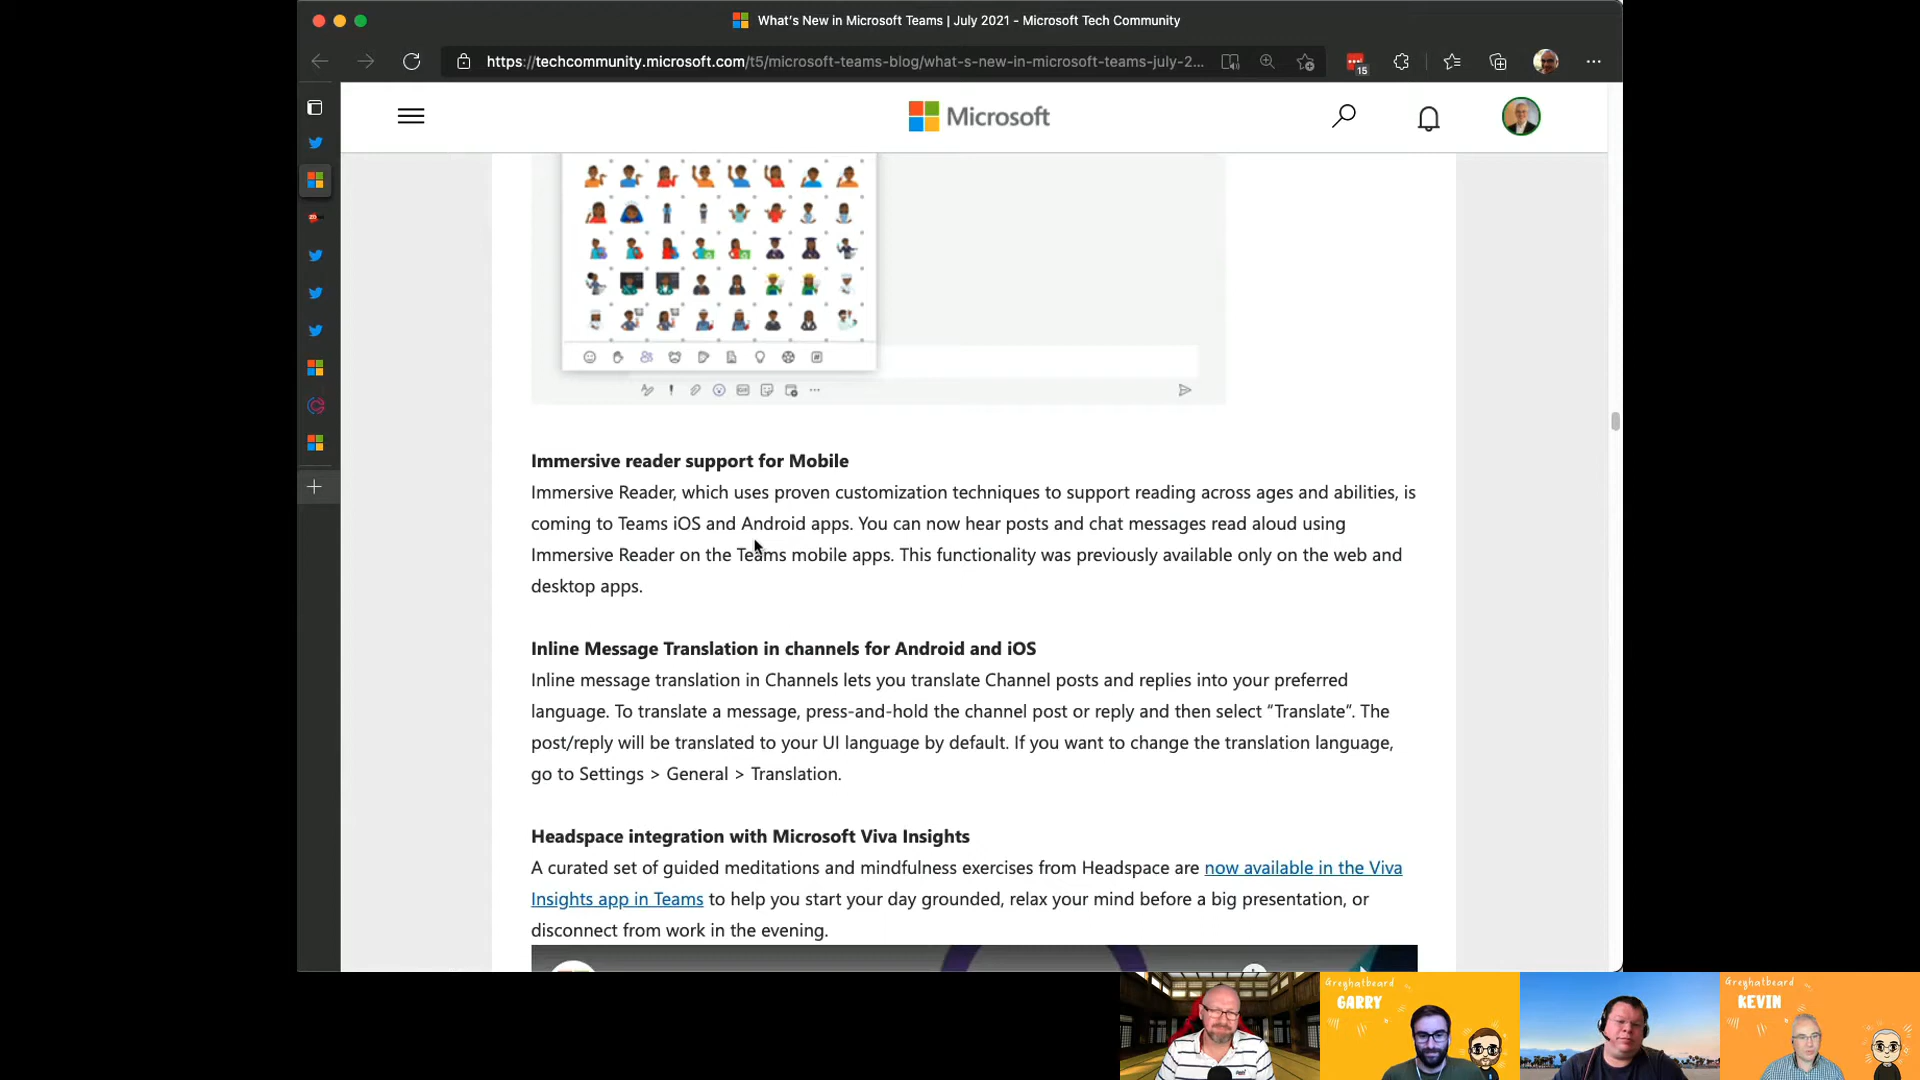 What's New in Microsoft Teams | July 2021 - Microsoft Tech Community
https://techcommunity.microsoft.com/t5/microsoft-teams-blog/what-s-new-in-microsoft-teams-july-2...
15
Microsoft
Immersive reader support for Mobile
Immersive Reader, which uses proven customization techniques to support reading across ages and abilities, is
coming to Teams iOS and Android apps. You can now hear posts and chat messages read aloud using
Immersive Reader on the Teams mobile apps. This functionality was previously available only on the web and
desktop apps.
Inline Message Translation in channels for Android and iOS
Inline message translation in Channels lets you translate Channel posts and replies into your preferred
language. To translate a message, press-and-hold the channel post or reply and then select “Translate”. The
post/reply will be translated to your UI language by default. If you want to change the translation language,
go to Settings > General > Translation.
Headspace integration with Microsoft Viva Insights
A curated set of guided meditations and mindfulness exercises from Headspace are now available in the Viva
Insights app in Teams to help you start your day grounded, relax your mind before a big presentation, or
disconnect from work in the evening.
Greyhatbeard
GARRY
Greyhatbeard
KEVIN